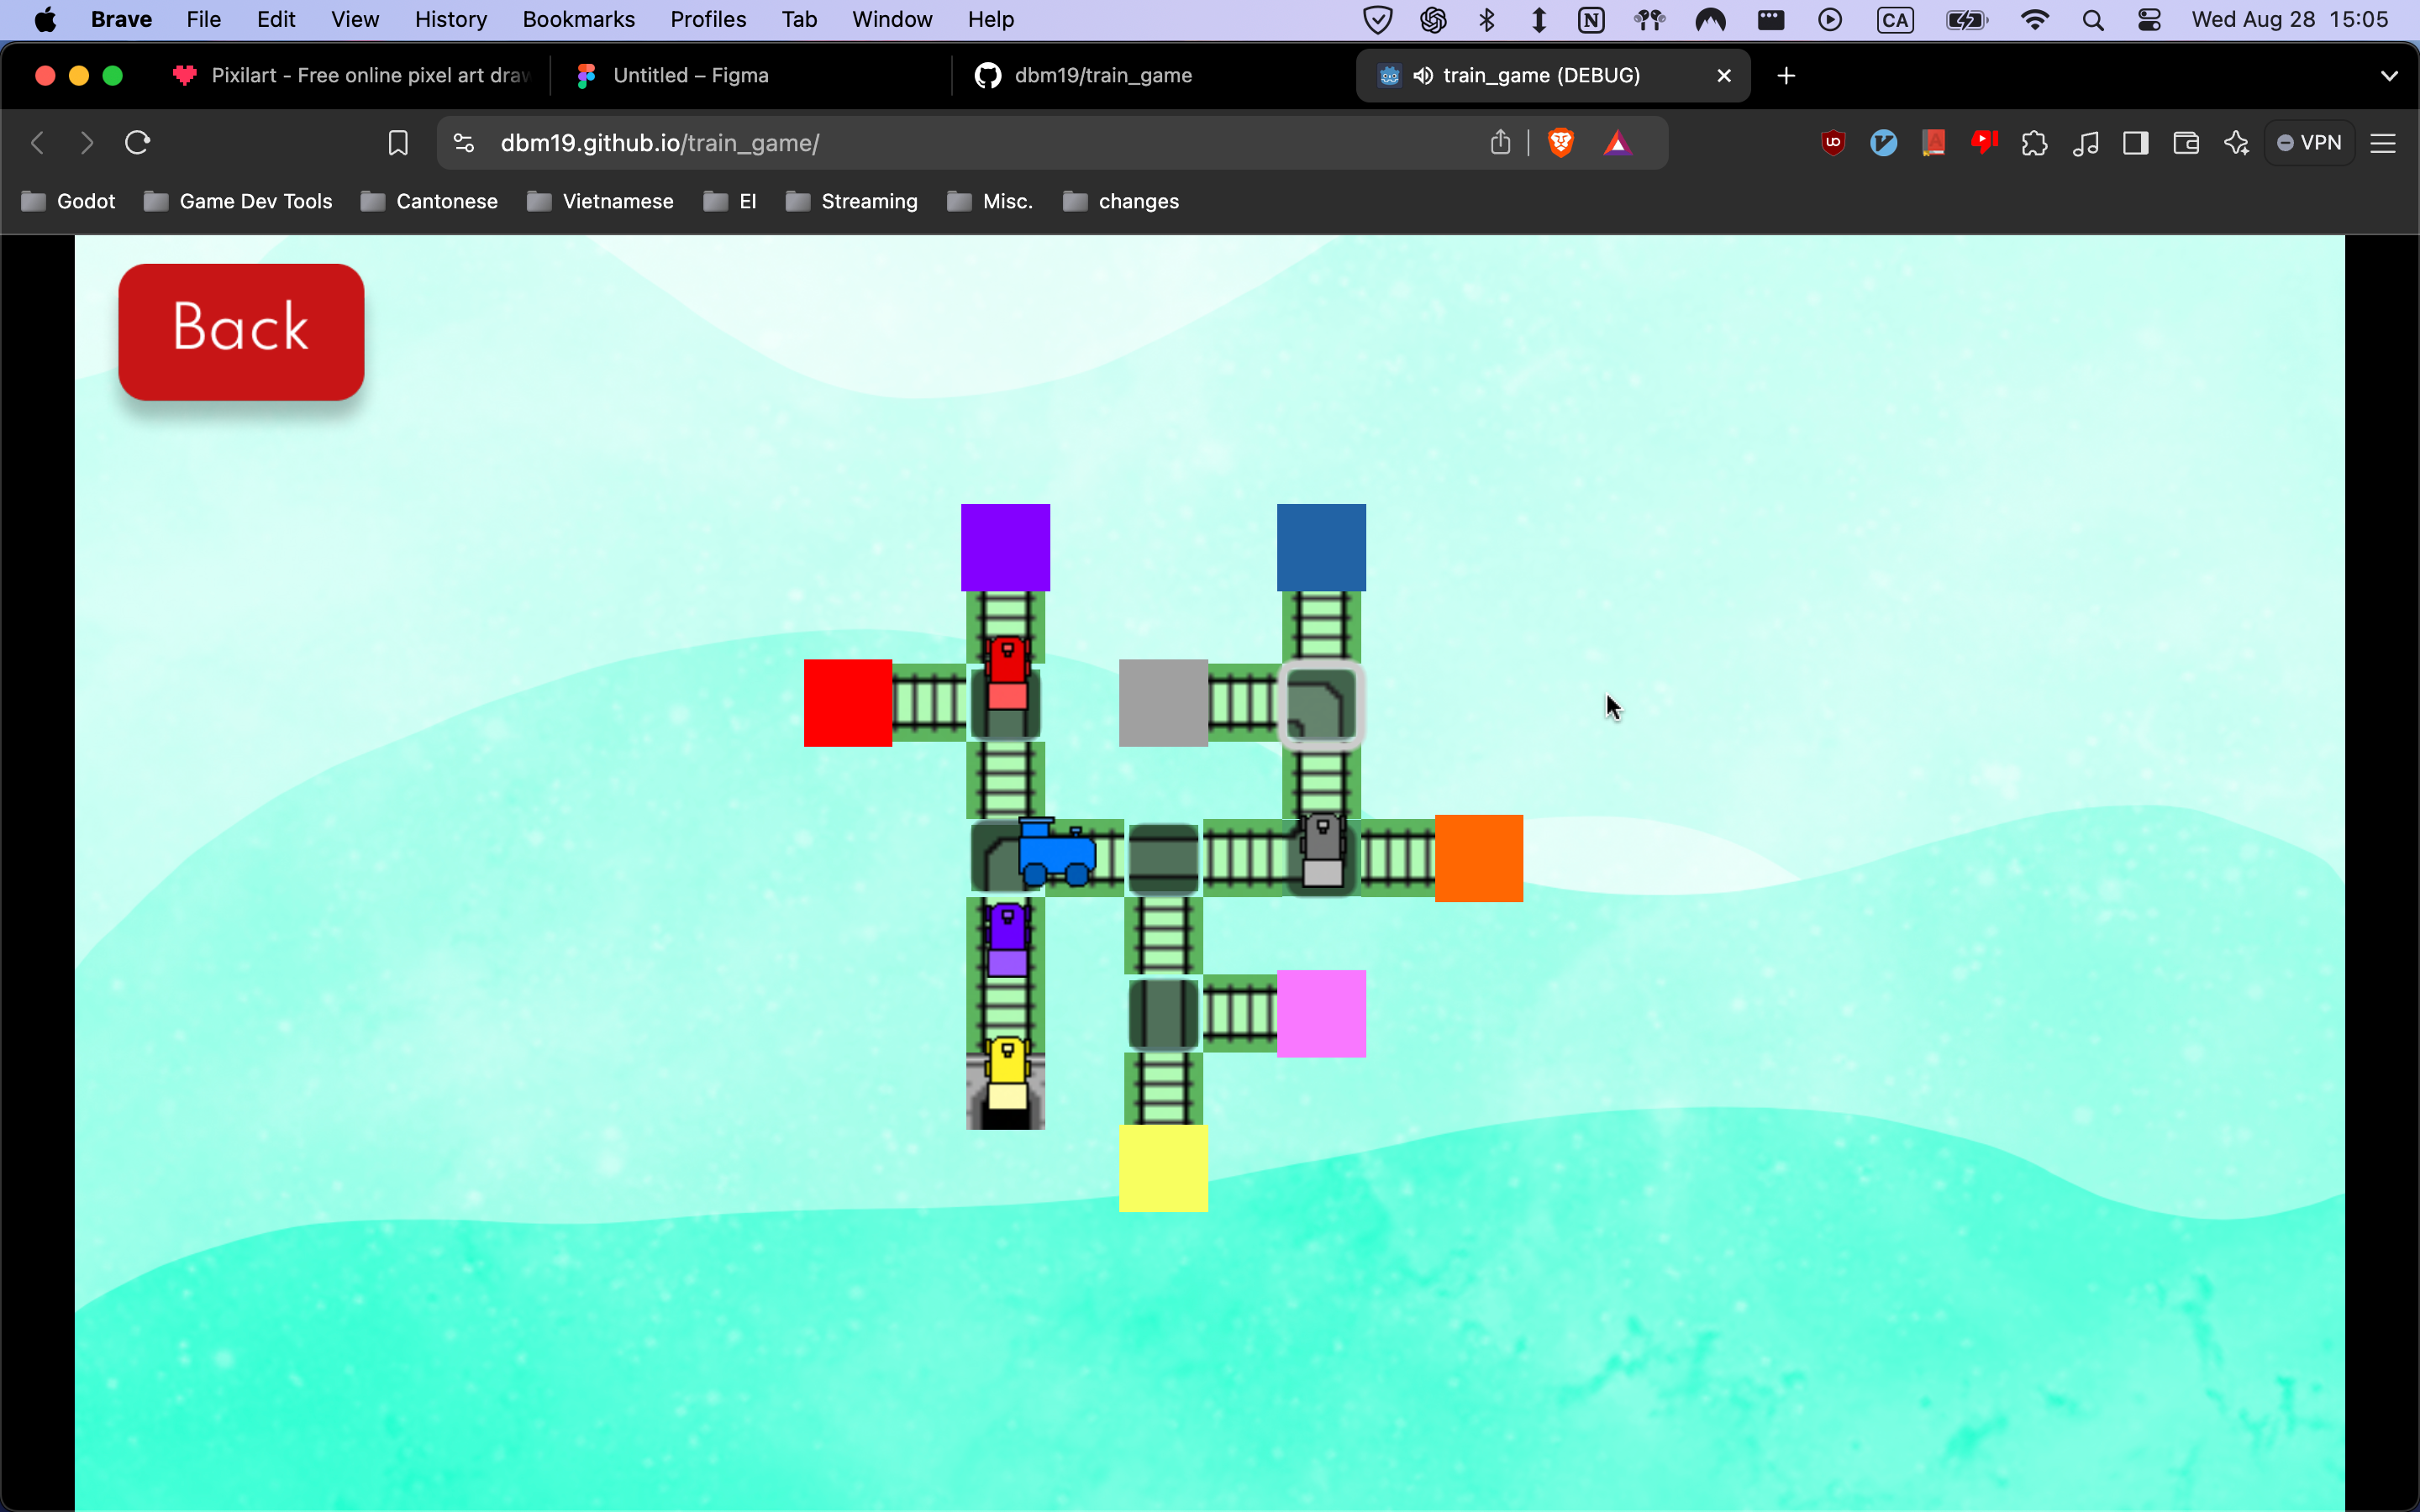 Brave File Edit View History Bookmarks Profiles Tab Window Help CA Wed Aug 28 15:05
Pixilart - Free online pixel art draw Untitled – Figma dbm19/train_game train_game (DEBUG)
dbm19.github.io/train_game/ VPN
Godot Game Dev Tools Cantonese Vietnamese EI Streaming Misc. changes
Back